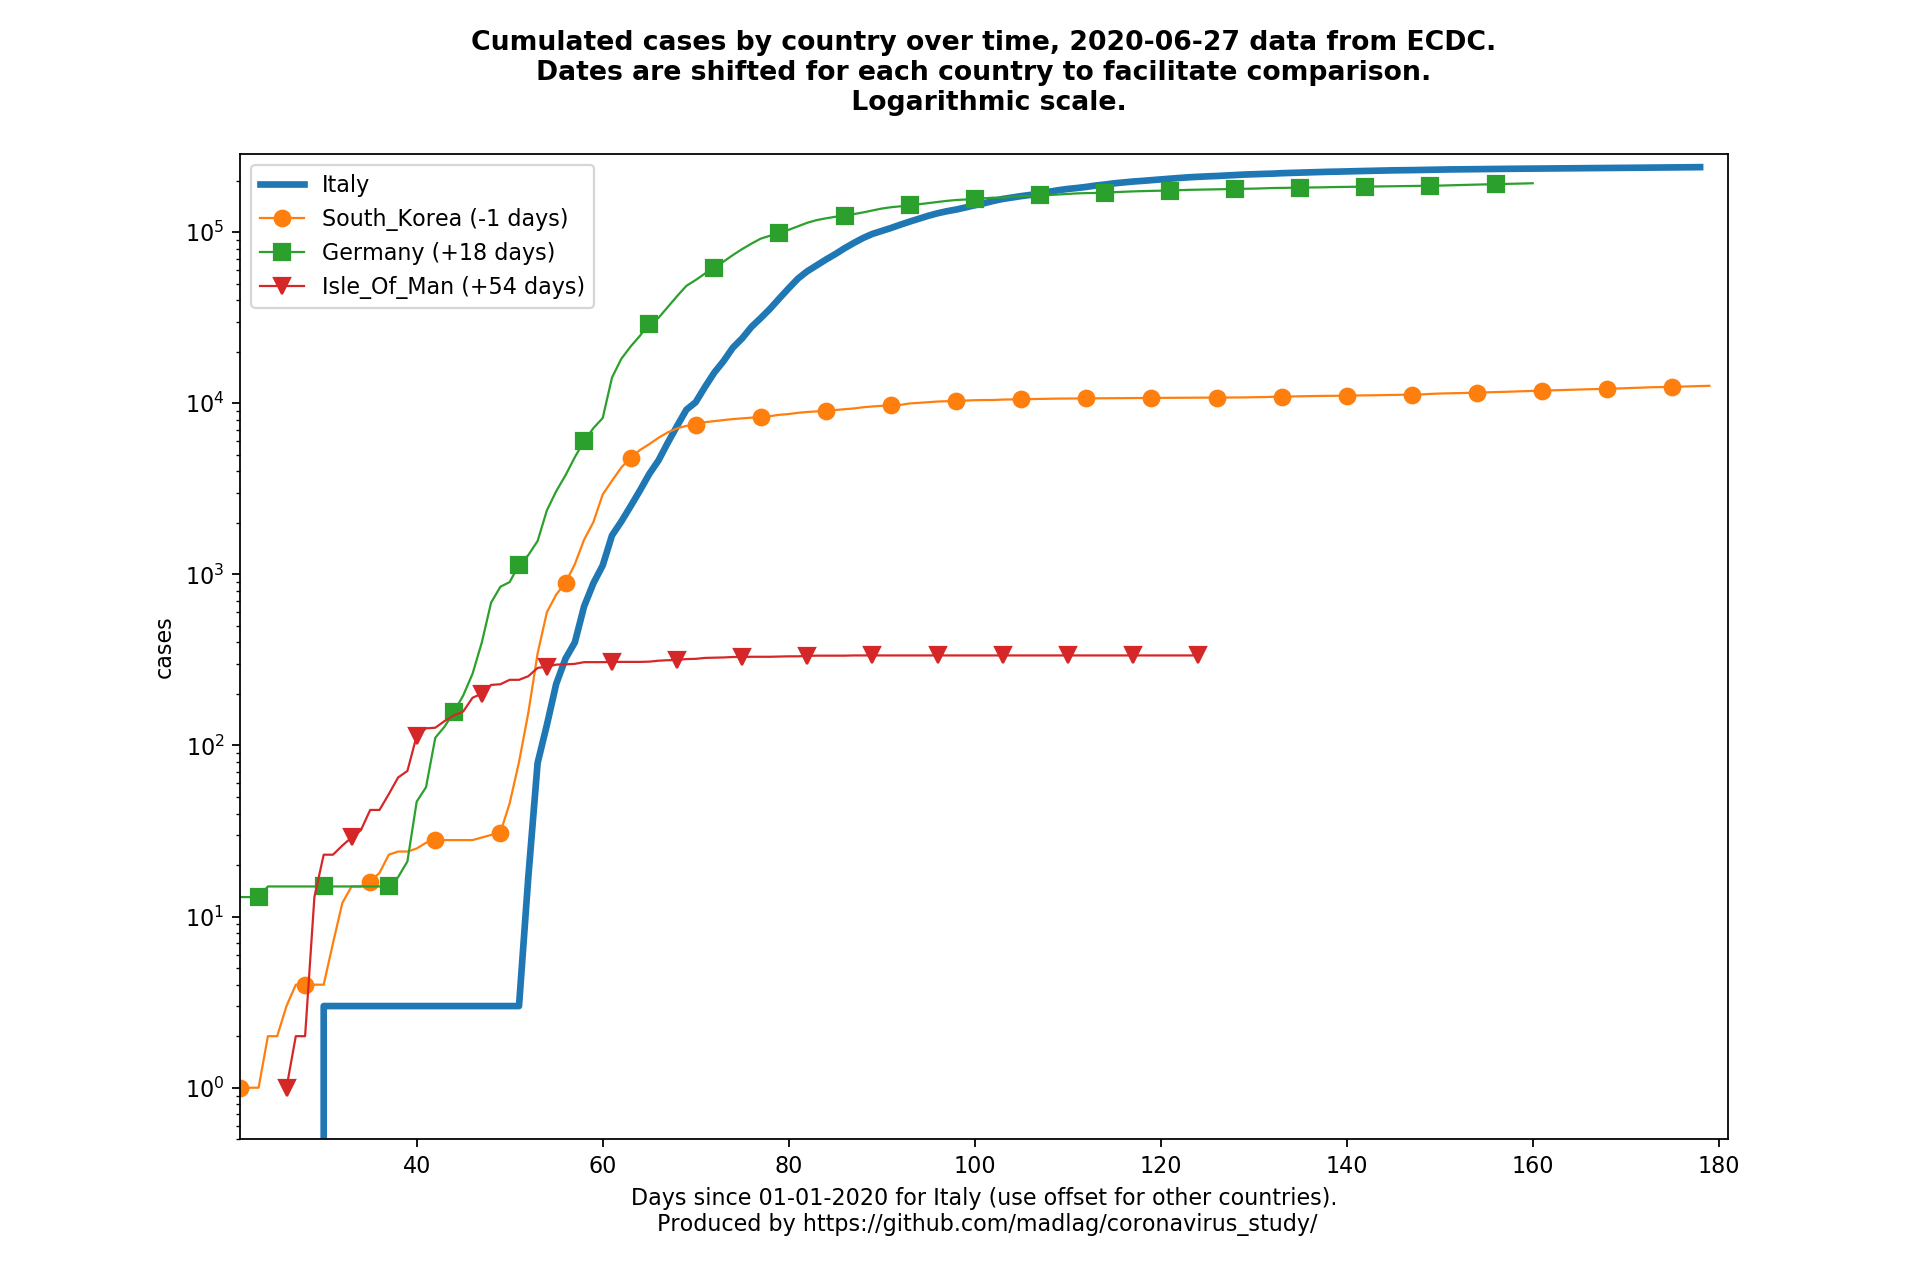 Cumulated cases by country over time, 2020-06-27 data from ECDC.
Dates are shifted for each country to facilitate comparison.
Logarithmic scale.
Italy
South_Korea (-1 days)
Germany (+18 days)
Isle_Of_Man (+54 days)
10^5
10^4
10^3
10^2
10^1
10^0
cases
40 60 80 100 120 140 160 180
Days since 01-01-2020 for Italy (use offset for other countries).
Produced by https://github.com/madlag/coronavirus_study/